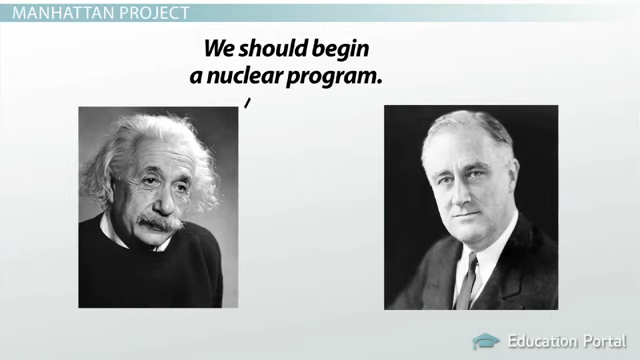 MANHATTAN PROJECT
We should begin
a nuclear program.
Education Portal